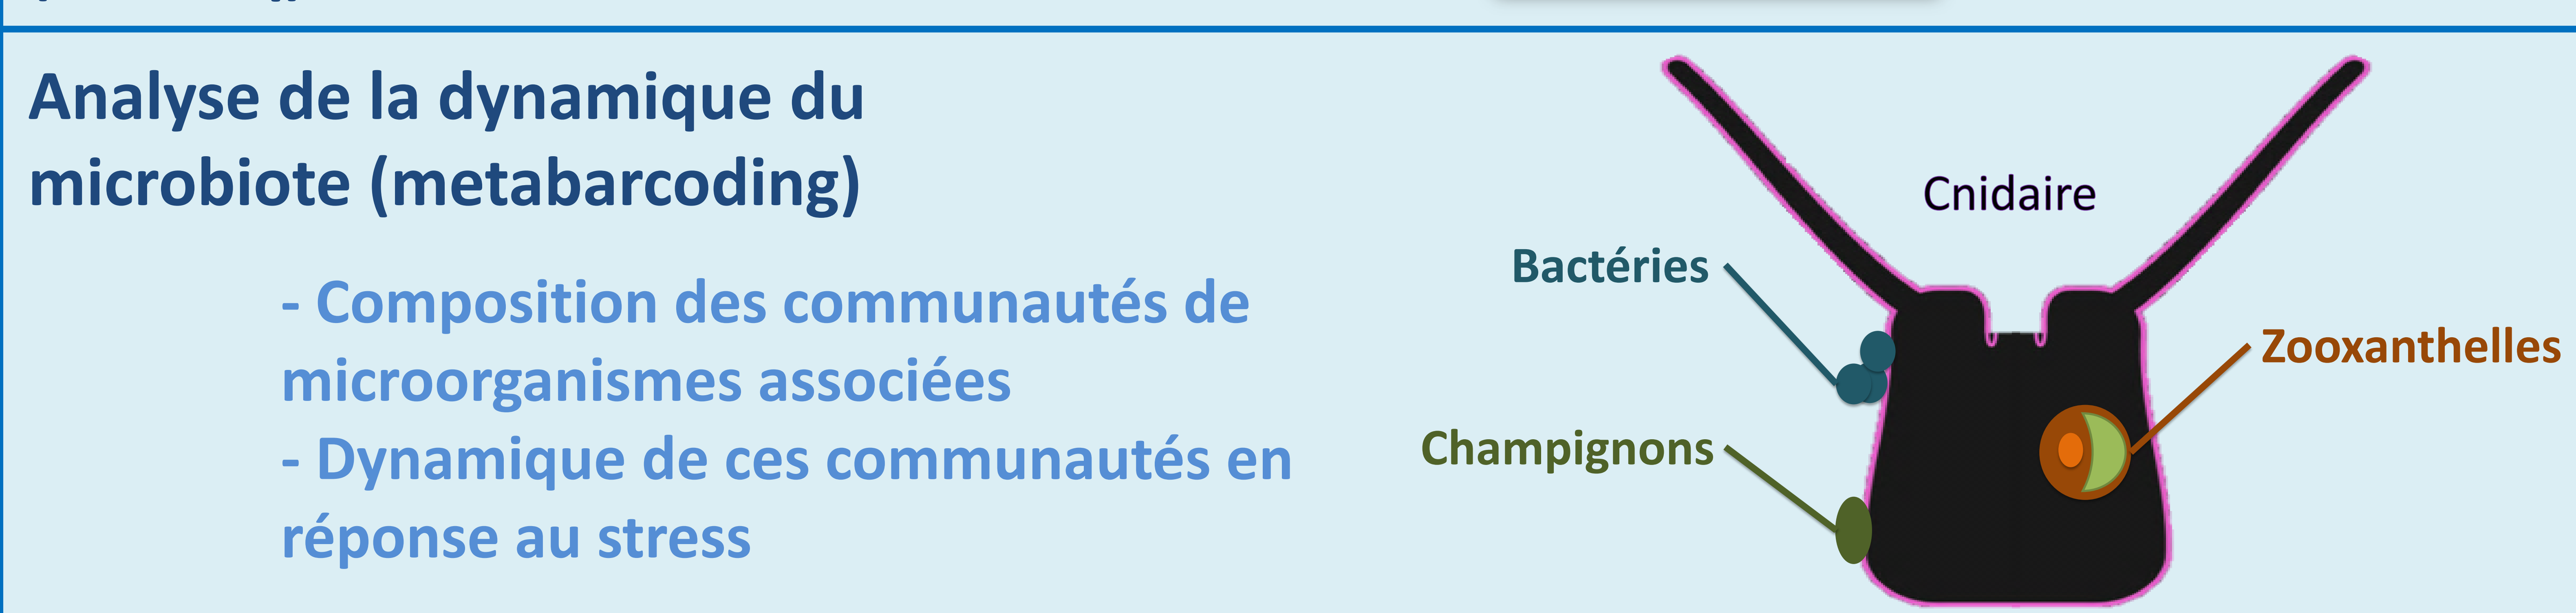 Analyse de la dynamique du
microbiote (metabarcoding)
- Composition des communautés de
microorganismes associées
- Dynamique de ces communautés en
réponse au stress
Cnidaire
Bactéries
Zooxanthelles
Champignons